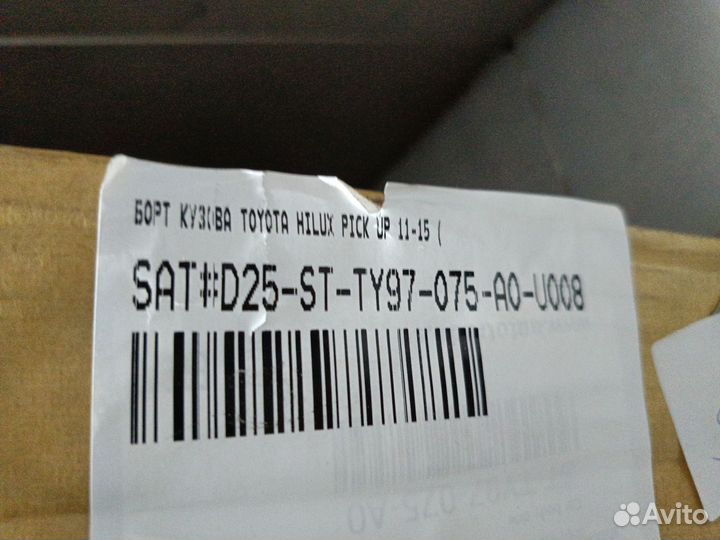 БОРТ КУЗОВА TOYOTA HILUX PICK UP 11-15 (
SAT#D25-ST-TY97-075-A0-U008
Avito